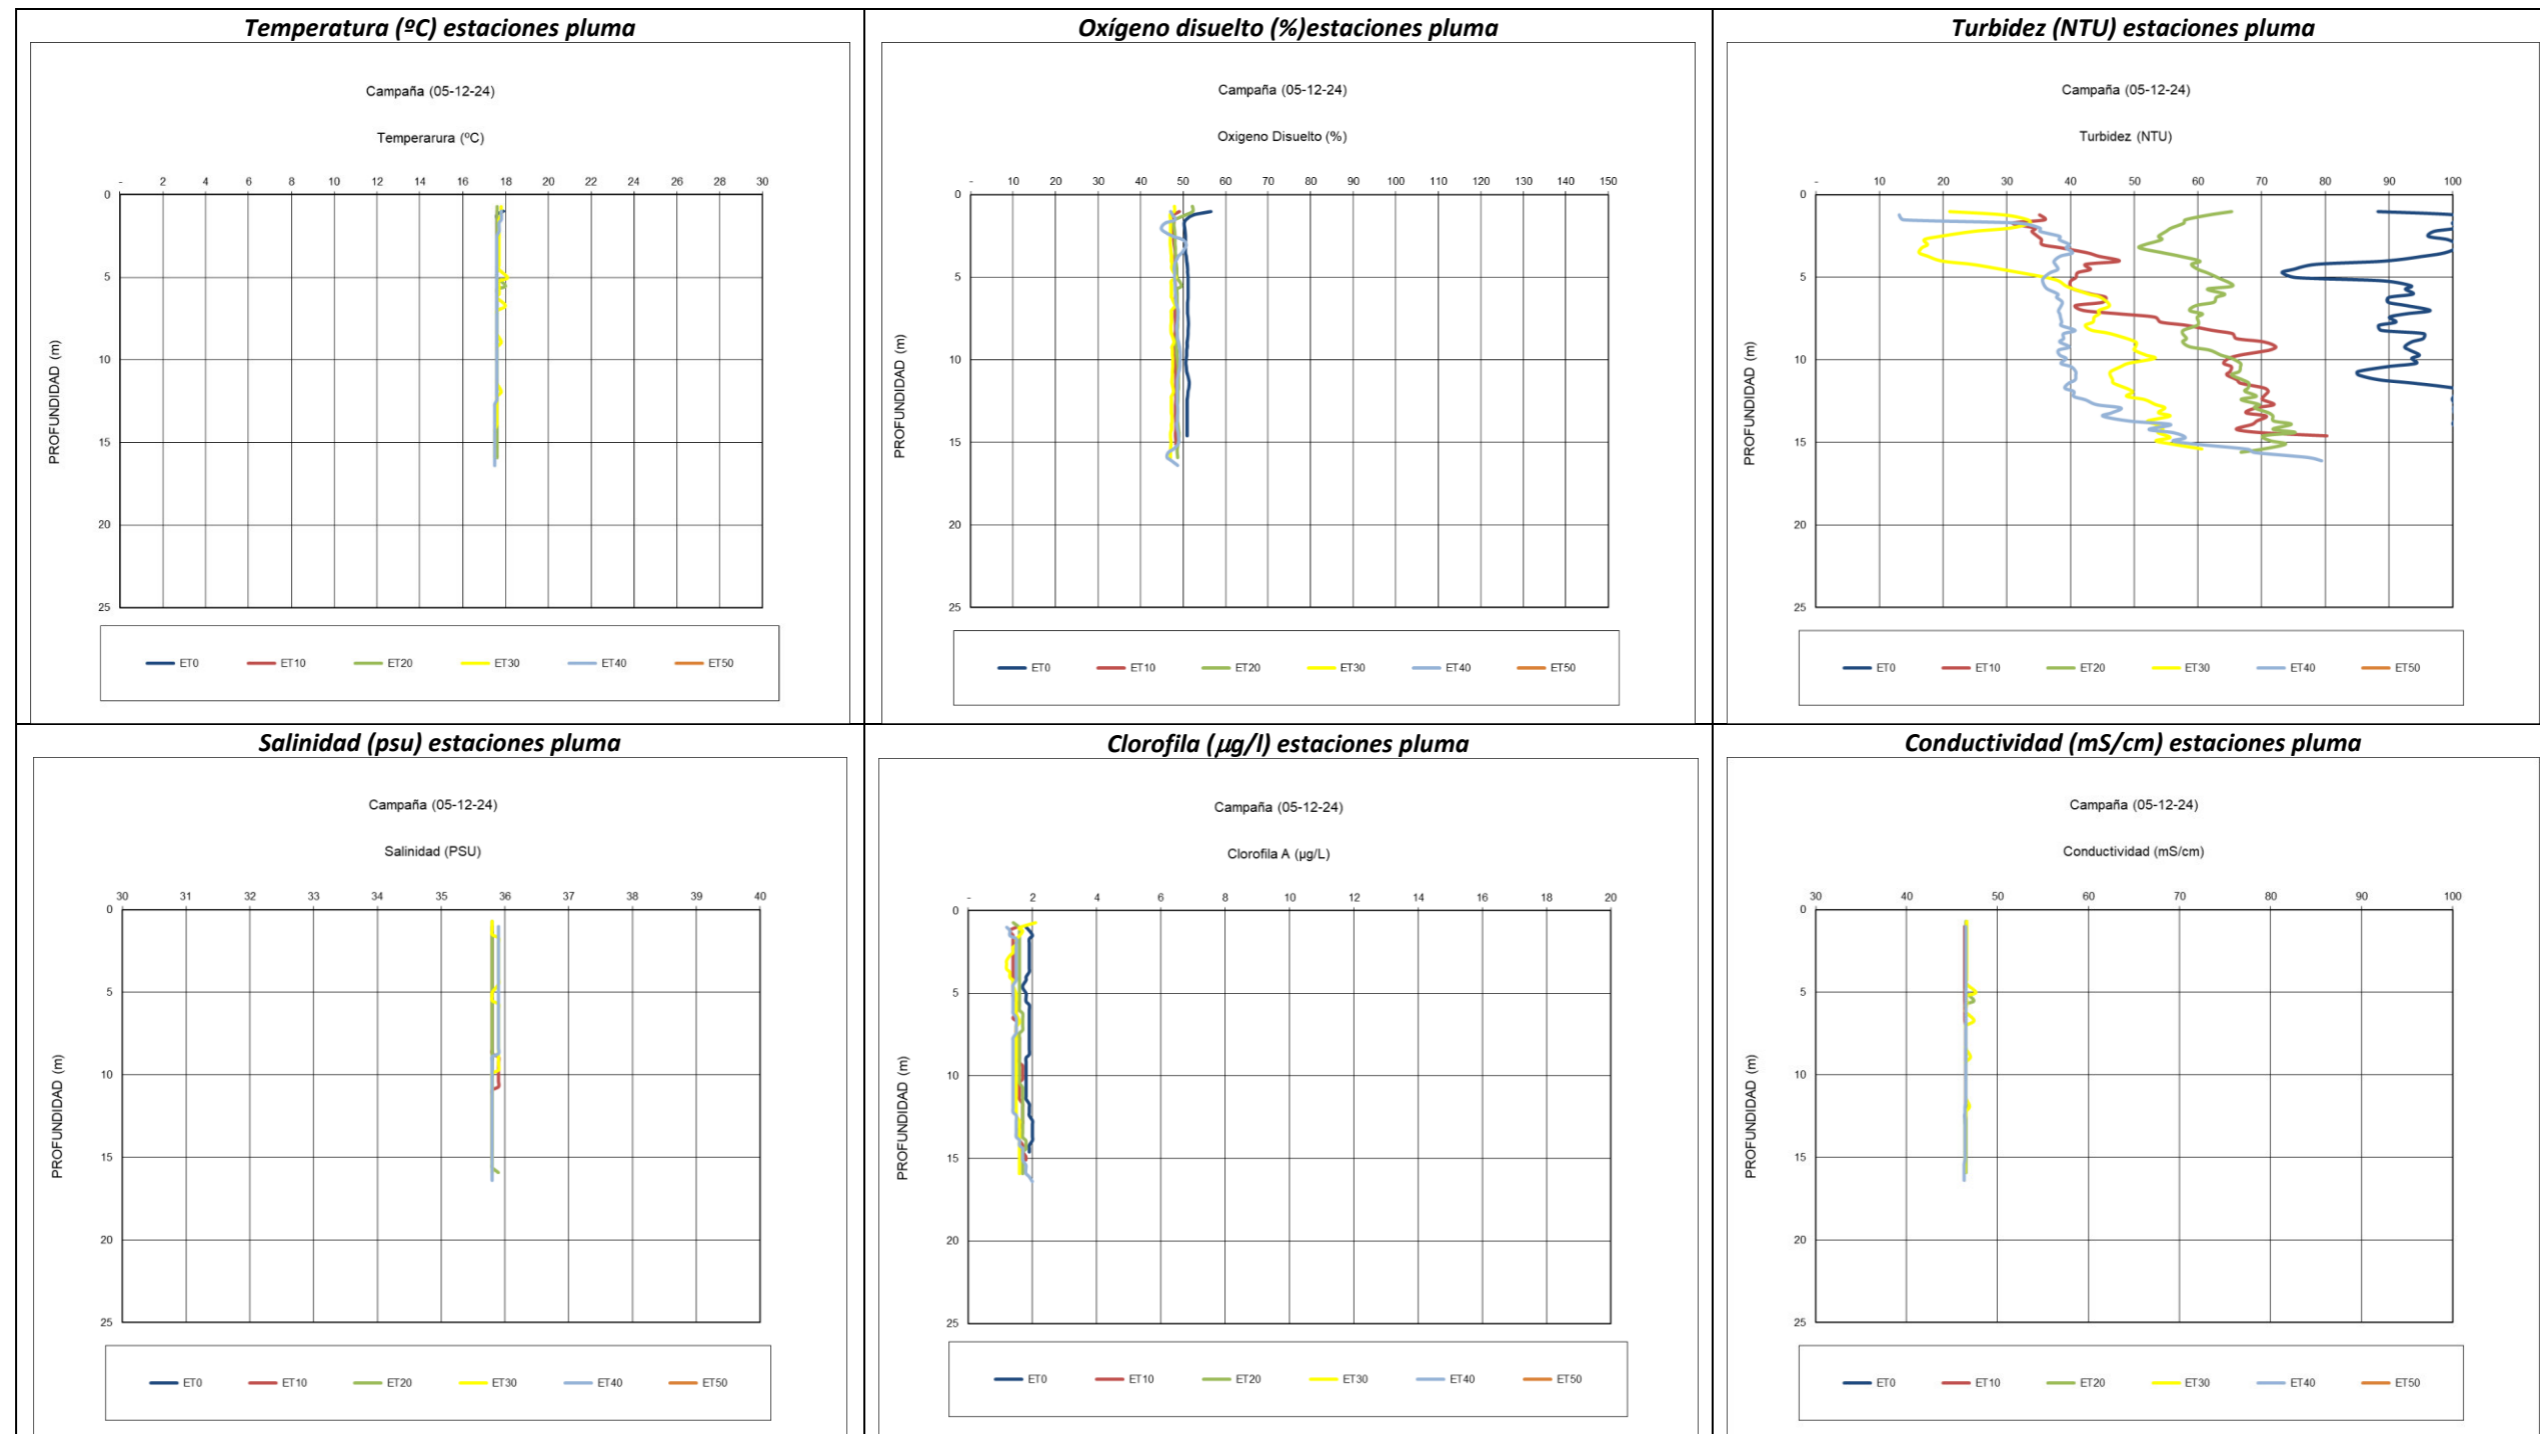 Temperatura (ºC) estaciones pluma
Campaña (05-12-24)
Temperarura (ºC)
- 2 4 6 8 10 12 14 16 18 20 22 24 26 28 30
0
5
10
15
20
25
PROFUNDIDAD (m)
ET0 ET10 ET20 ET30 ET40 ET50
Oxígeno disuelto (%)estaciones pluma
Campaña (05-12-24)
Oxigeno Disuelto (%)
- 10 20 30 40 50 60 70 80 90 100 110 120 130 140 150
0
5
10
15
20
25
PROFUNDIDAD (m)
ET0 ET10 ET20 ET30 ET40 ET50
Turbidez (NTU) estaciones pluma
Campaña (05-12-24)
Turbidez (NTU)
- 10 20 30 40 50 60 70 80 90 100
0
5
10
15
20
25
PROFUNDIDAD (m)
ET0 ET10 ET20 ET30 ET40 ET50
Salinidad (psu) estaciones pluma
Campaña (05-12-24)
Salinidad (PSU)
30 31 32 33 34 35 36 37 38 39 40
0
5
10
15
20
25
PROFUNDIDAD (m)
ET0 ET10 ET20 ET30 ET40 ET50
Clorofila (µg/l) estaciones pluma
Campaña (05-12-24)
Clorofila A (µg/L)
- 2 4 6 8 10 12 14 16 18 20
0
5
10
15
20
25
PROFUNDIDAD (m)
ET0 ET10 ET20 ET30 ET40 ET50
Conductividad (mS/cm) estaciones pluma
Campaña (05-12-24)
Conductividad (mS/cm)
30 40 50 60 70 80 90 100
0
5
10
15
20
25
PROFUNDIDAD (m)
ET0 ET10 ET20 ET30 ET40 ET50